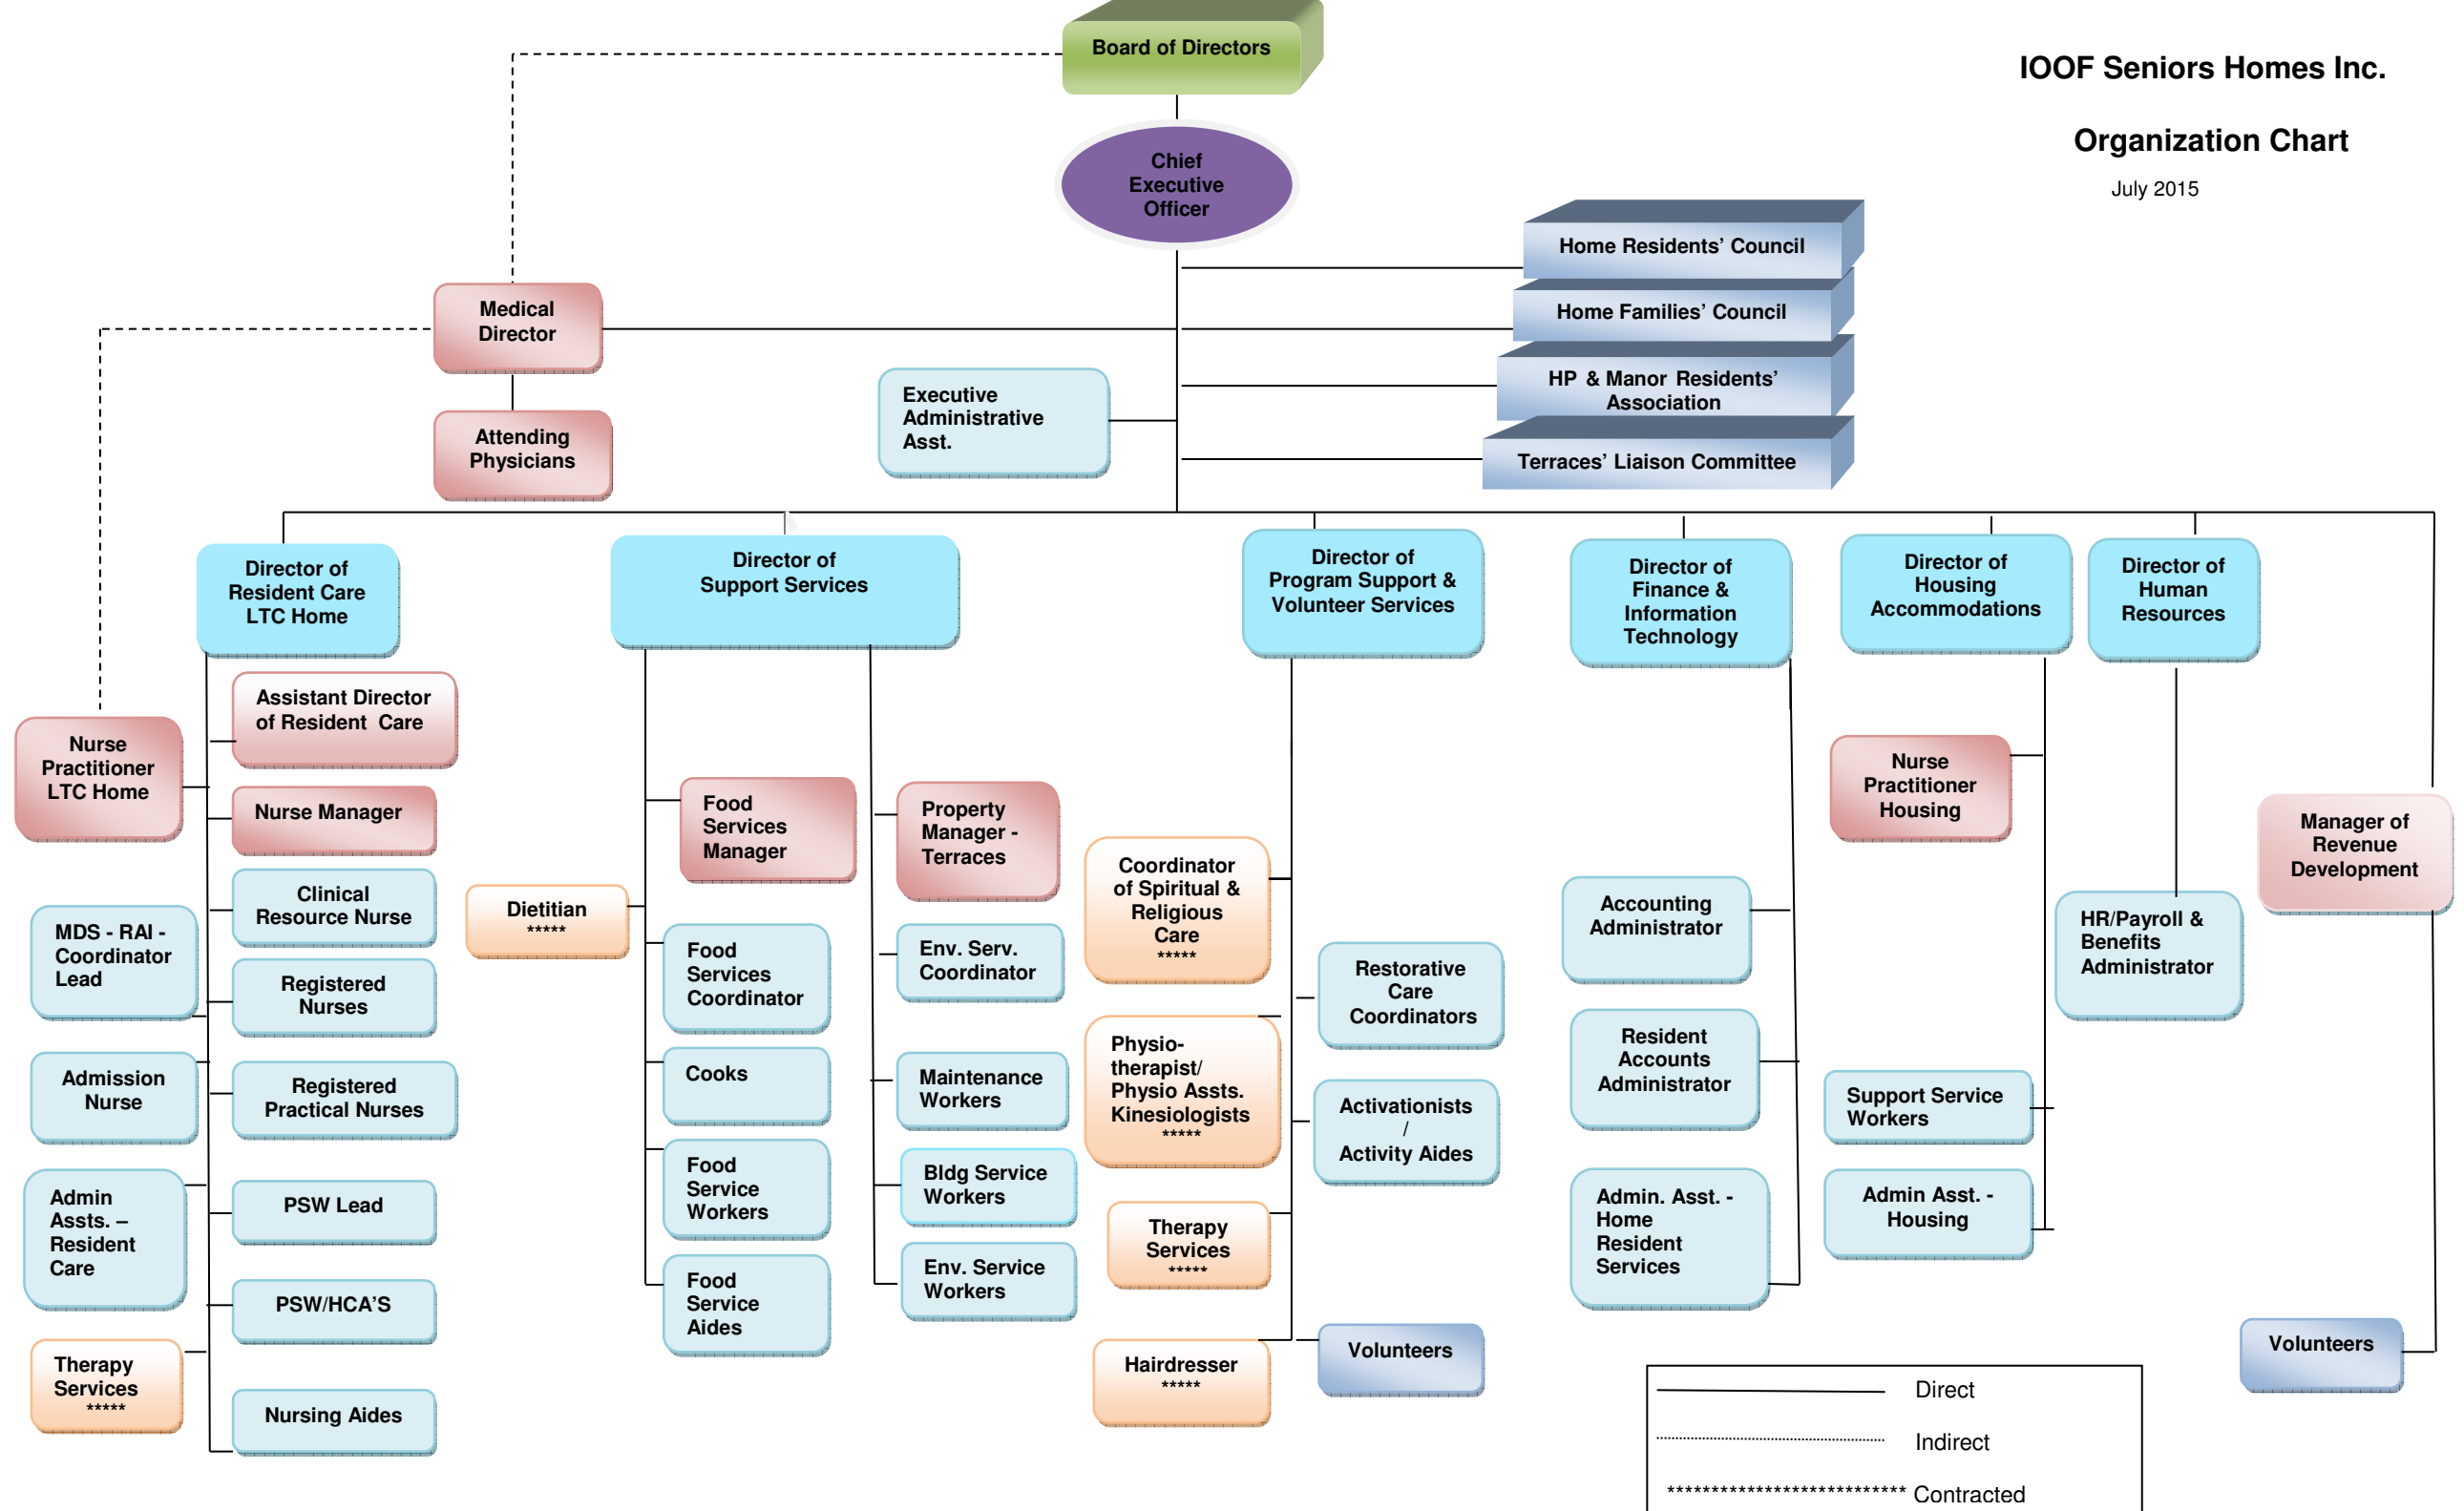 Board of Directors
IOOF Seniors Homes Inc.
Organization Chart
July 2015
Chief
Executive
Officer
Home Residents’ Council
Home Families’ Council
HP & Manor Residents’
Association
Terraces’ Liaison Committee
Medical
Director
Attending
Physicians
Executive
Administrative
Asst.
Director of
Resident Care
LTC Home
Director of
Support Services
Director of
Program Support &
Volunteer Services
Director of
Finance &
Information
Technology
Director of
Housing
Accommodations
Director of
Human
Resources
Nurse
Practitioner
LTC Home
MDS - RAI -
Coordinator
Lead
Admission
Nurse
Admin
Assts. –
Resident
Care
Therapy
Services
*****
Assistant Director
of Resident Care
Nurse Manager
Clinical
Resource Nurse
Registered
Nurses
Registered
Practical Nurses
PSW Lead
PSW/HCA’S
Nursing Aides
Dietitian
*****
Food
Services
Manager
Food
Services
Coordinator
Cooks
Food
Service
Workers
Food
Service
Aides
Property
Manager -
Terraces
Env. Serv.
Coordinator
Maintenance
Workers
Bldg Service
Workers
Env. Service
Workers
Coordinator
of Spiritual &
Religious
Care
*****
Physio-
therapist/
Physio Assts.
Kinesiologists
*****
Therapy
Services
*****
Hairdresser
*****
Restorative
Care
Coordinators
Activationists
/
Activity Aides
Volunteers
Accounting
Administrator
Resident
Accounts
Administrator
Admin. Asst. -
Home
Resident
Services
Nurse
Practitioner
Housing
Support Service
Workers
Admin Asst. -
Housing
HR/Payroll &
Benefits
Administrator
Manager of
Revenue
Development
Volunteers
Direct
Indirect
*************************** Contracted